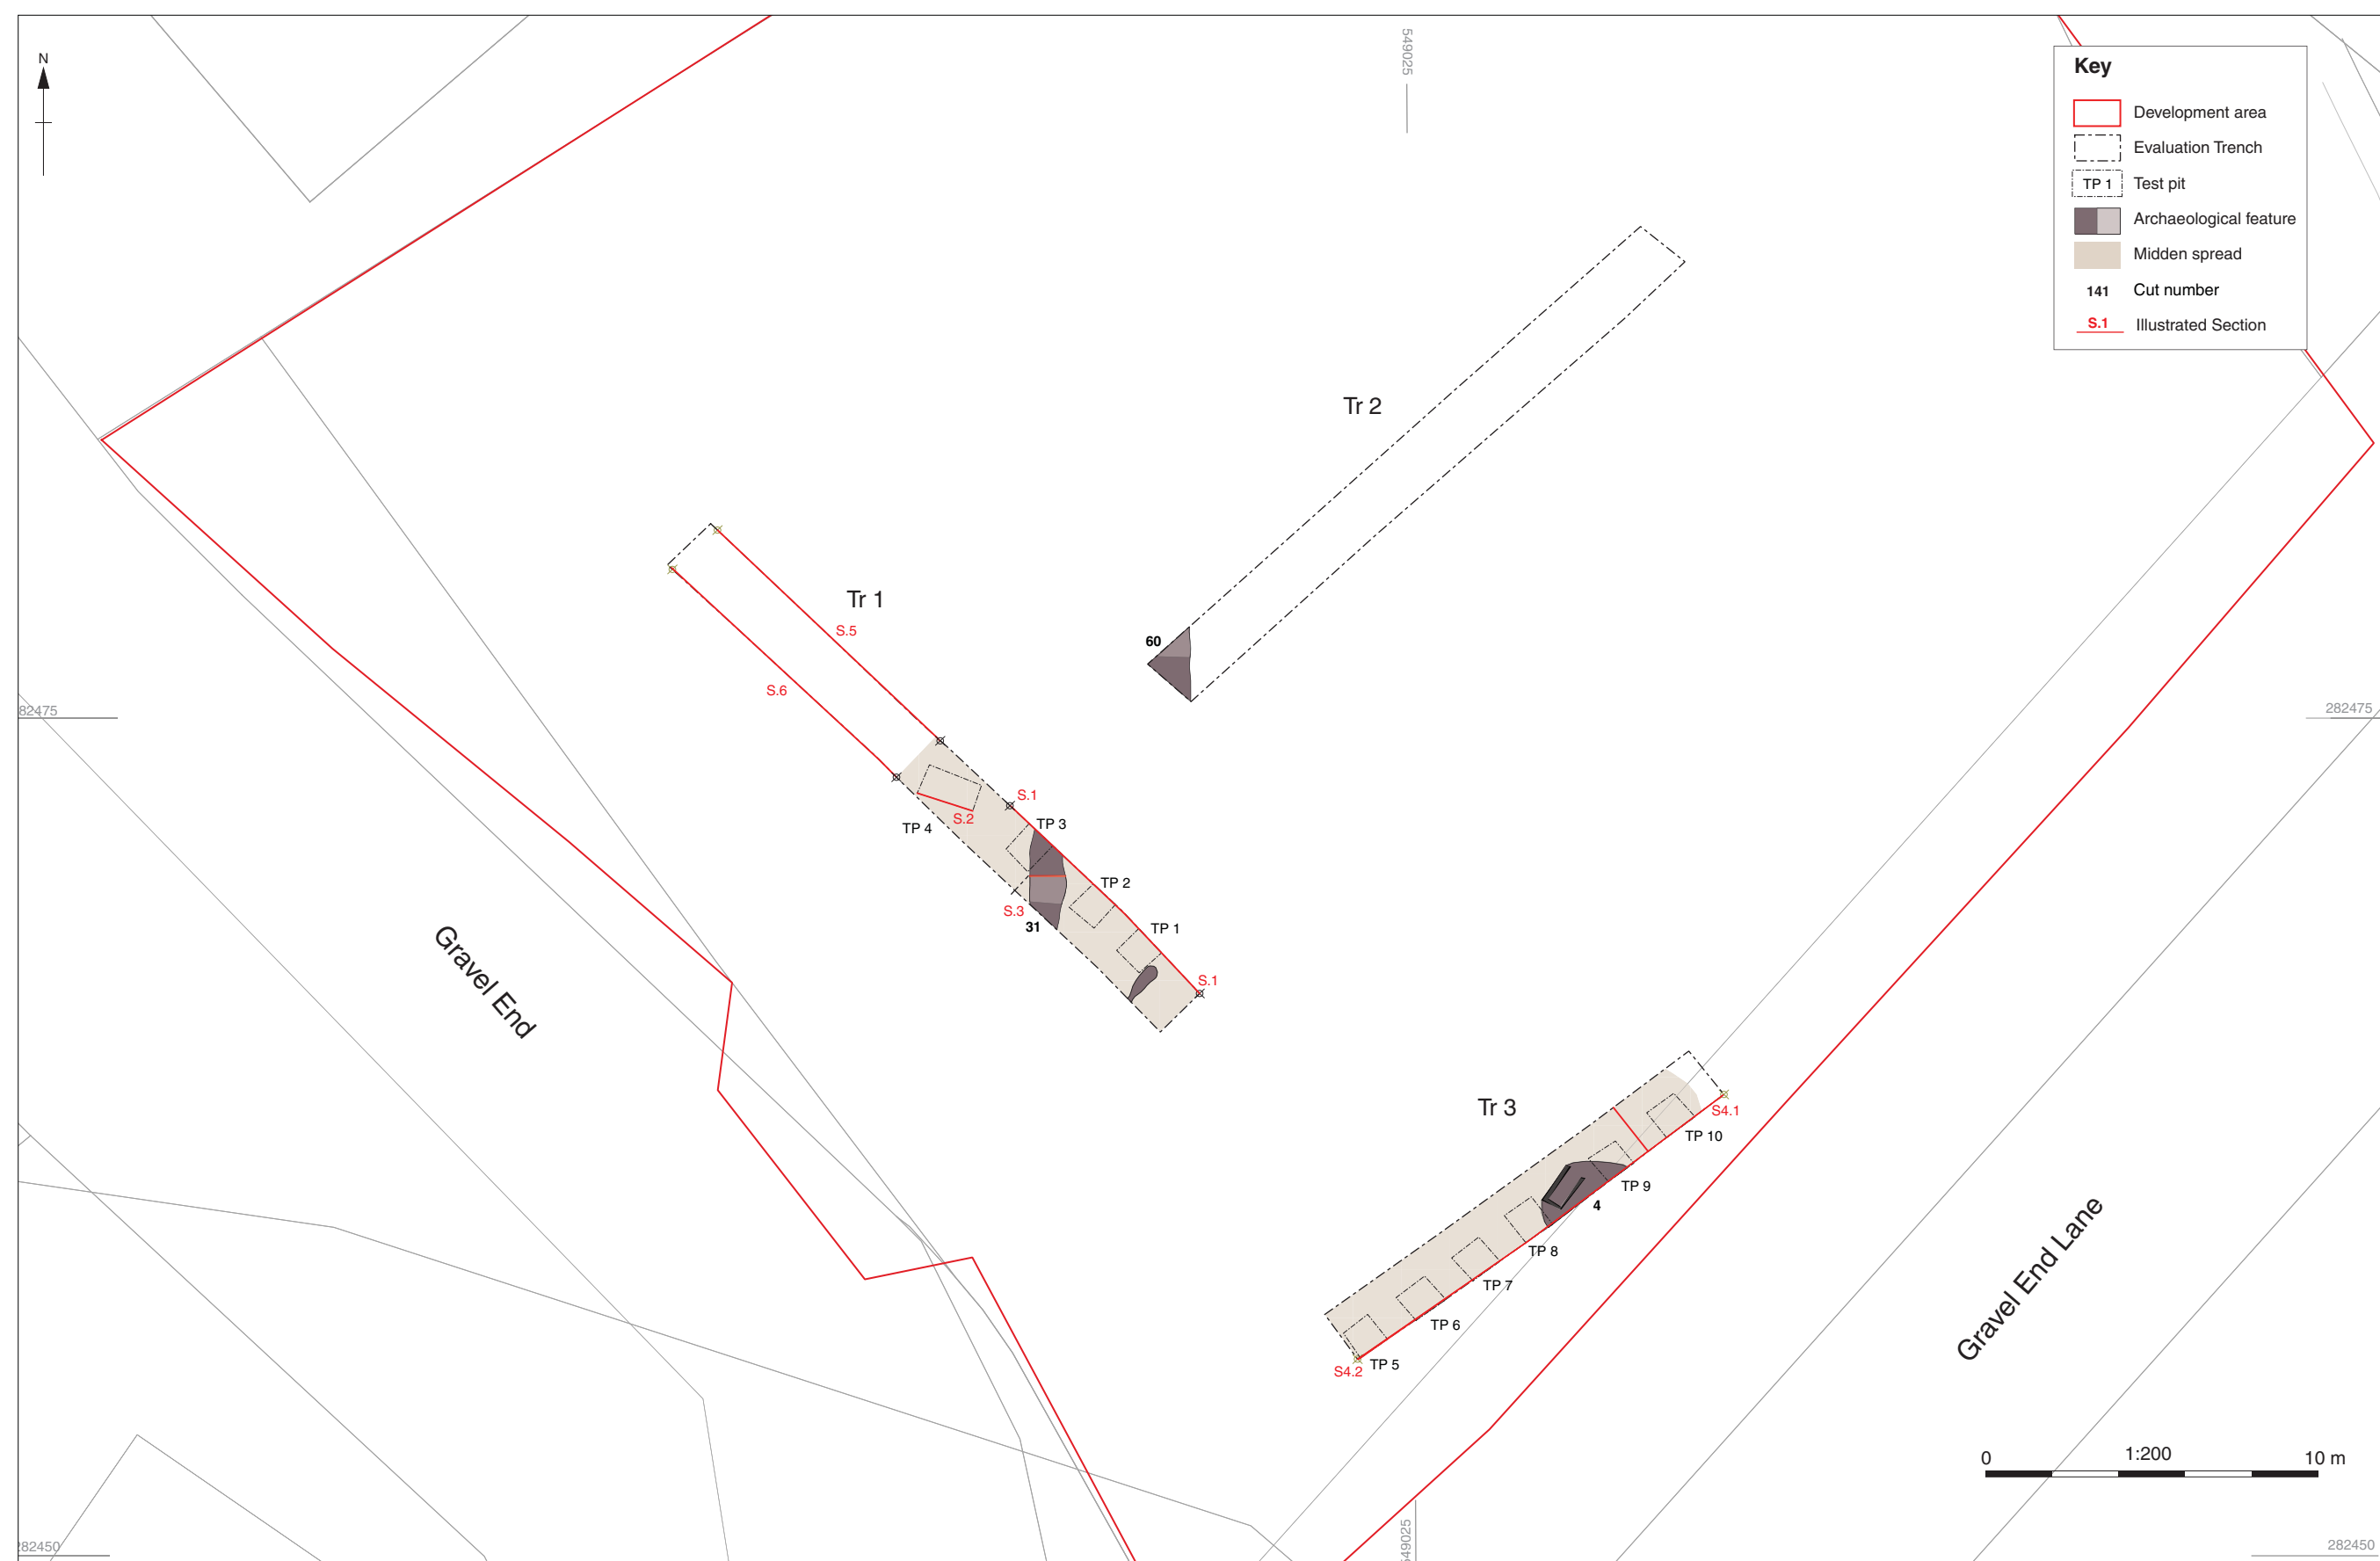 N
549025
Key
Development area
Evaluation Trench
TP 1 Test pit
Archaeological feature
Midden spread
141 Cut number
S.1 Illustrated Section
Tr 2
Tr 1
S.5
60
S.6
82475
282475
S.1
TP 3
S.2
TP 4
TP 2
S.3
31
TP 1
S.1
Gravel End
Tr 3
S4.1
TP 10
TP 9
4
TP 8
TP 7
TP 6
TP 5
S4.2
Gravel End Lane
0 1:200 10 m
549025
282450
282450